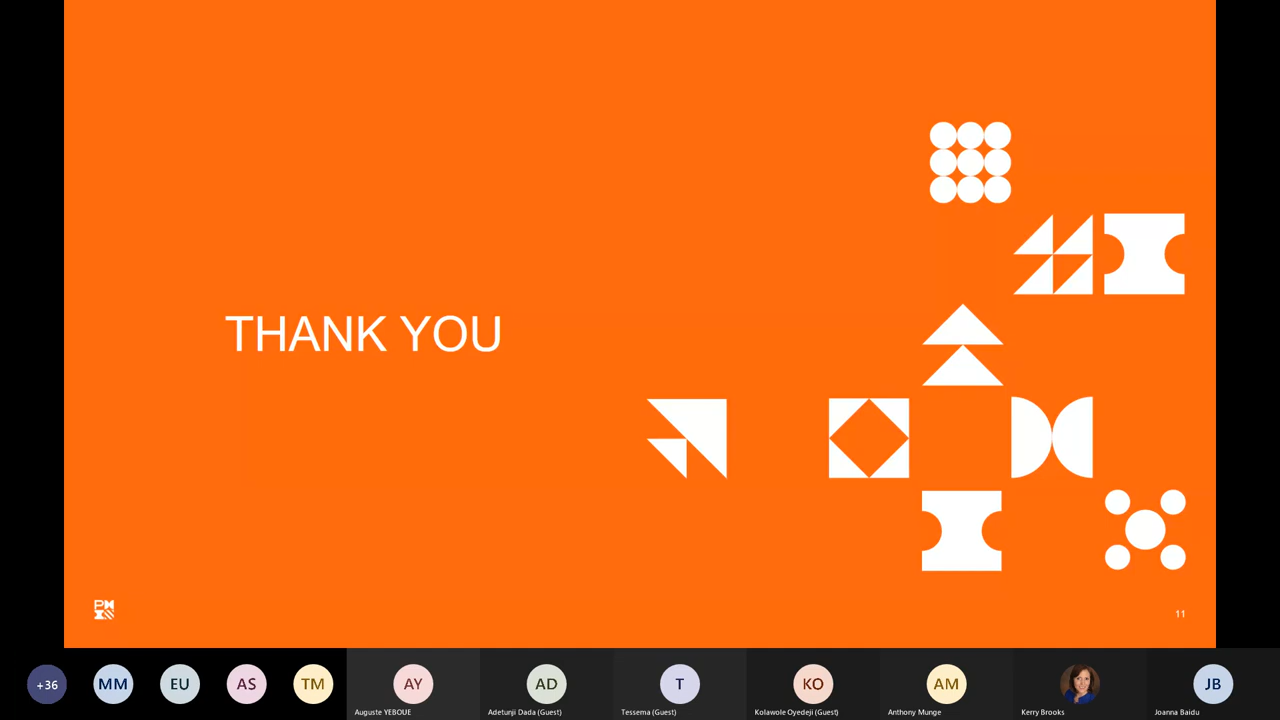 THANK YOU
11
+36
MM
EU
AS
TM
AY
AD
T
KO
AM
JB
Auguste YEBOUE
Adetunji Dada (Guest)
Tessema (Guest)
Kolawole Oyedeji (Guest)
Anthony Munge
Kerry Brooks
Joanna Baidu